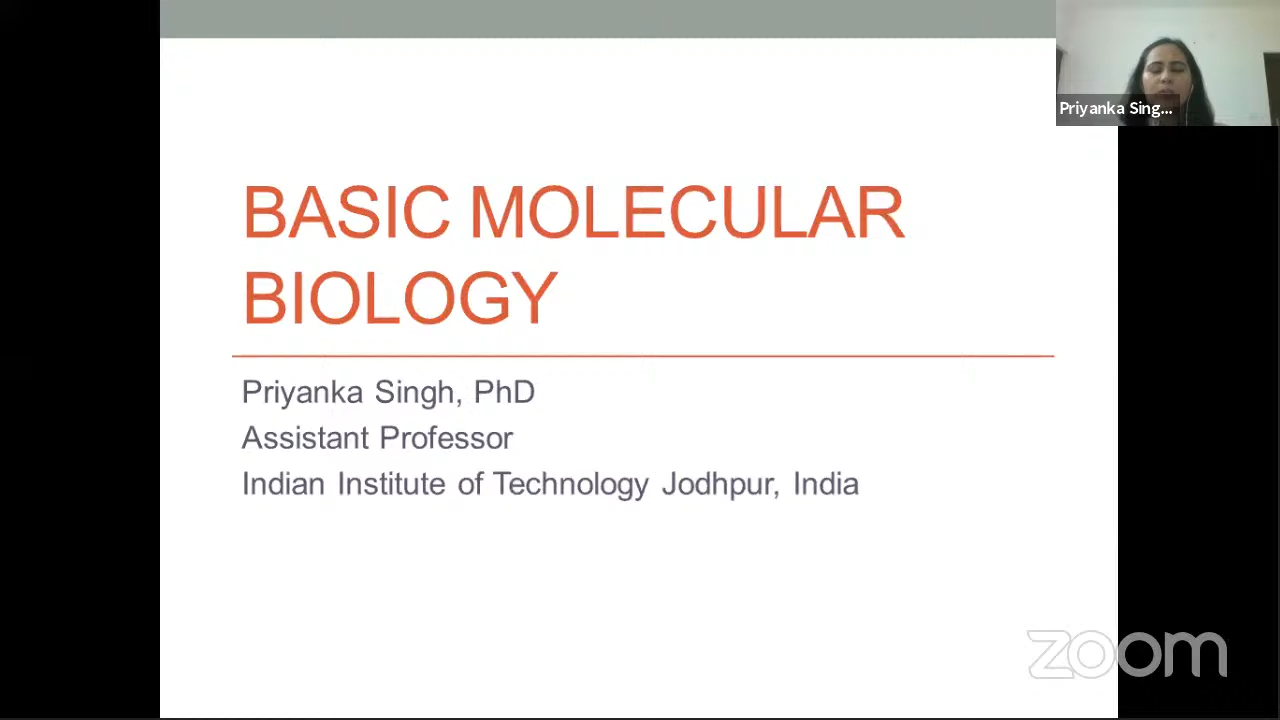 Priyanka Sing...
BASIC MOLECULAR
BIOLOGY
Priyanka Singh, PhD
Assistant Professor
Indian Institute of Technology Jodhpur, India
zoom